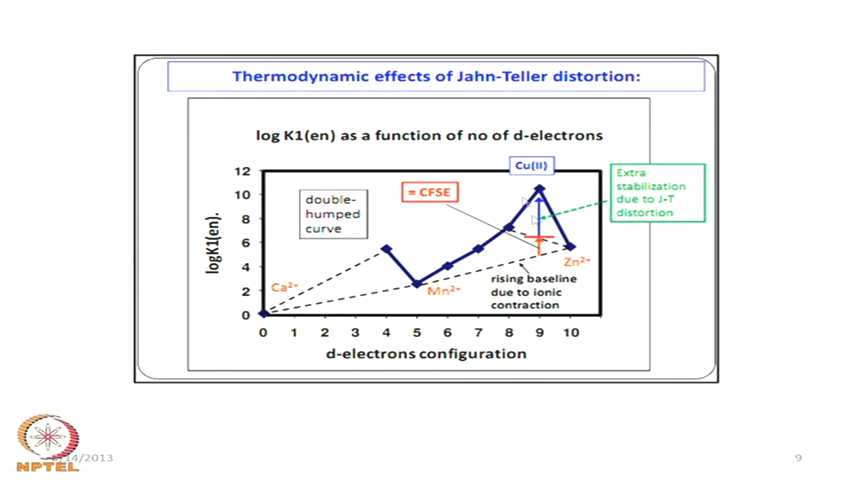 Thermodynamic effects of Jahn-Teller distortion:
log K1(en) as a function of no of d-electrons
Cu(II)
Extra
stabilization
due to J-T
distortion
= CFSE
double-
humped
curve
logK1(en).
12
10
8
6
4
2
0
Ca²⁺
Mn²⁺
Zn²⁺
rising baseline
due to ionic
contraction
0 1 2 3 4 5 6 7 8 9 10
d-electrons configuration
NPTEL
/14/2013
9